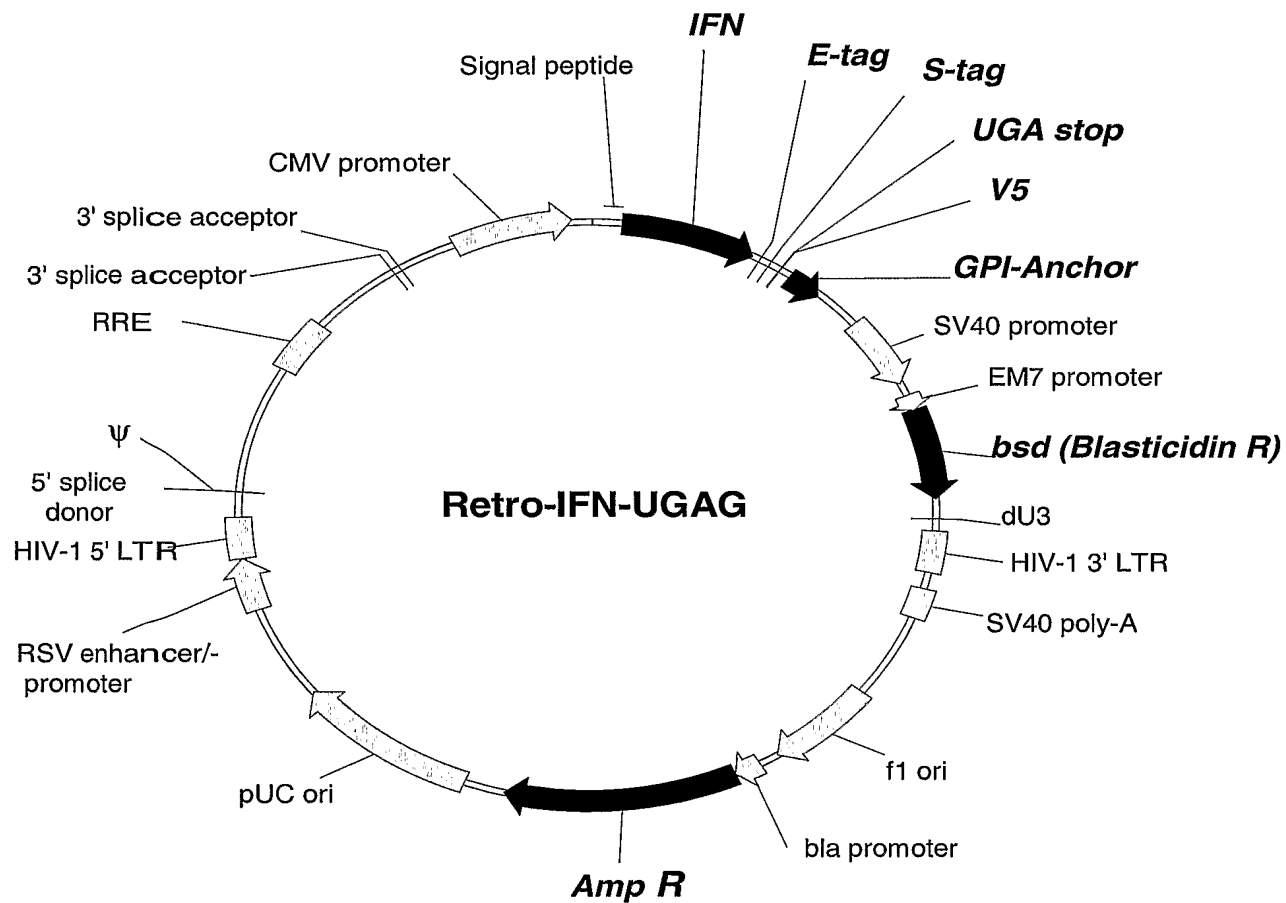 IFN
Signal peptide
E-tag
S-tag
UGA stop
V5
CMV promoter
3' splice acceptor
3' splice acceptor
GPI-Anchor
RRE
SV40 promoter
EM7 promoter
ψ
bsd (Blasticidin R)
5' splice
donor
Retro-IFN-UGAG
dU3
HIV-1 5' LTR
HIV-1 3' LTR
SV40 poly-A
RSV enhancer/-
promoter
f1 ori
pUC ori
bla promoter
Amp R